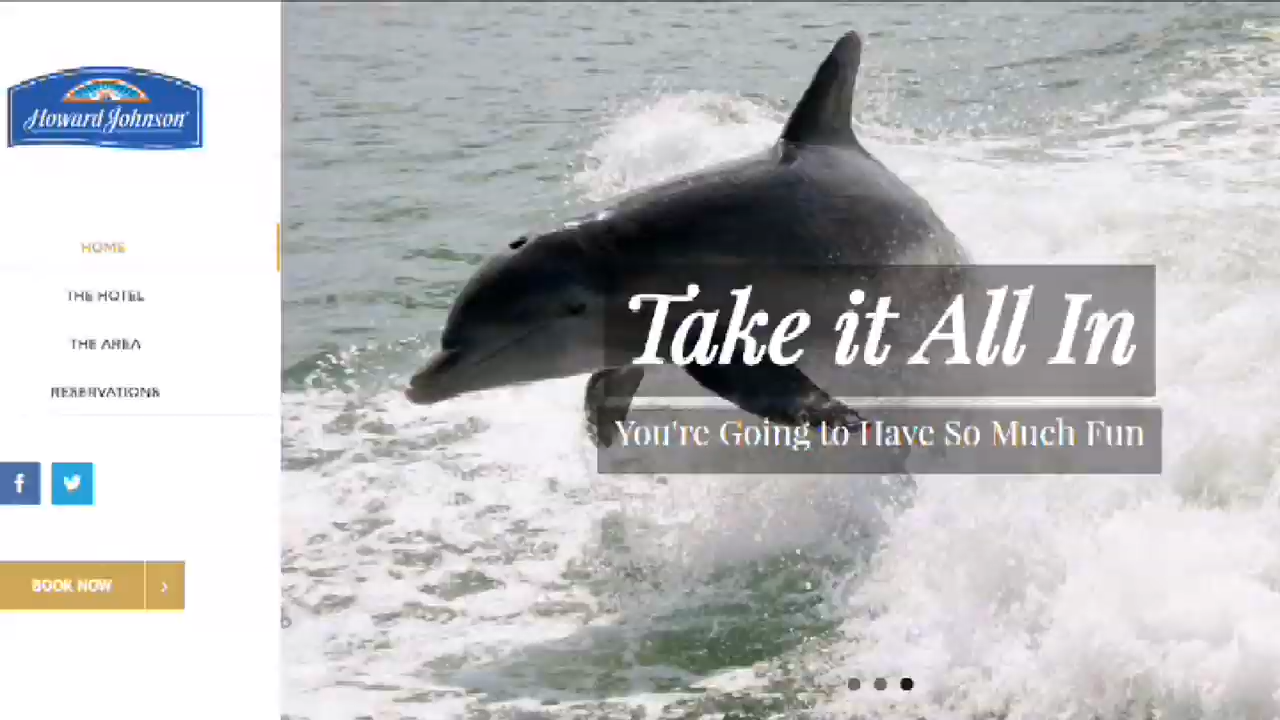 Howard Johnson
HOME
THE HOTEL
THE AREA
RESERVATIONS
BOOK NOW
Take it All In
You're Going to Have So Much Fun